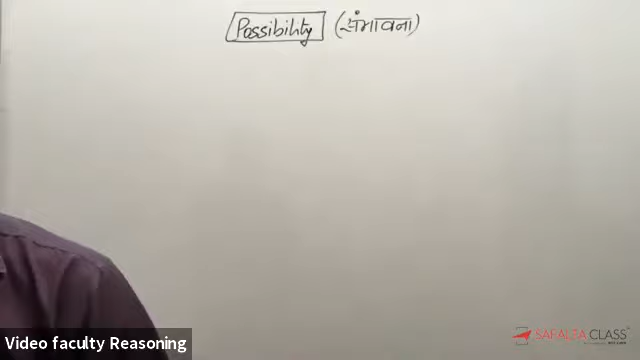 Possibility (संभावना)
SAFALTA CLASS
Video faculty Reasoning